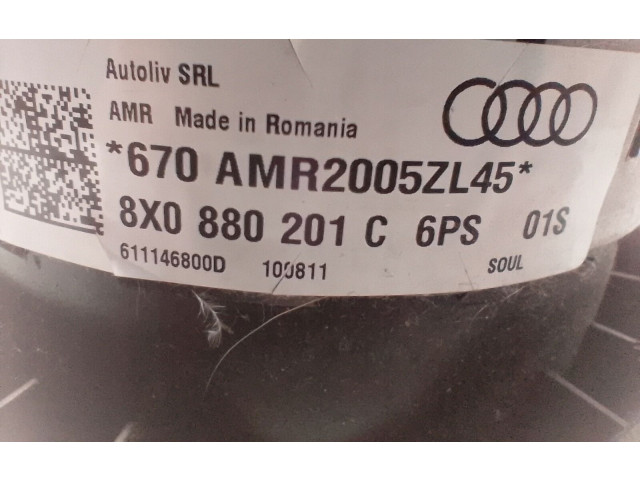 Autoliv SRL
AMR Made in Romania
*670 AMR2005ZL45*
8X0 880 201 C 6PS 01S
611146800D 100811 SOUL